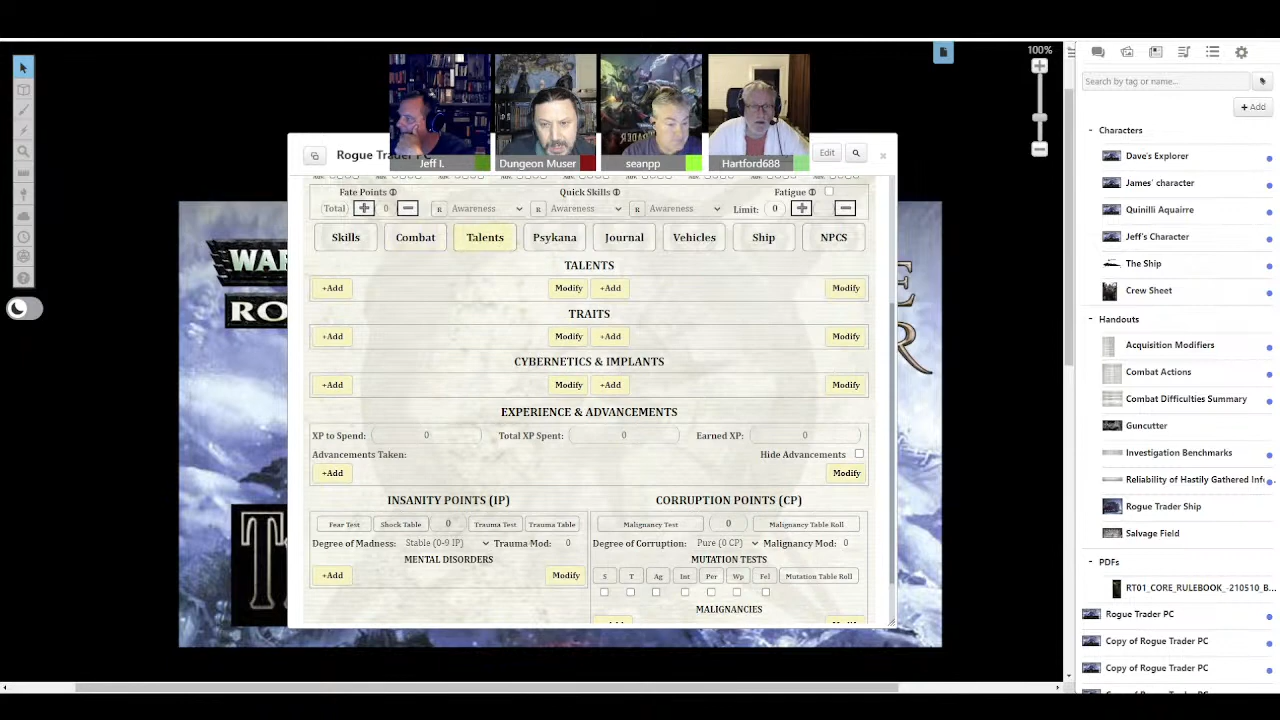 100%
Search by tag or name...
+ Add
Characters
Dave's Explorer
James' character
Quinilli Aquairre
Jeff's Character
The Ship
Crew Sheet
Handouts
Acquisition Modifiers
Combat Actions
Combat Difficulties Summary
Guncutter
Investigation Benchmarks
Reliability of Hastily Gathered Inf
Rogue Trader Ship
Salvage Field
PDFs
RT01_CORE_RULEBOOK_-210510_B...
Rogue Trader PC
Copy of Rogue Trader PC
Copy of Rogue Trader PC
Jeff I. Dungeon Muser seanpp Hartford688
Rogue Trader Edit
Fate Points Quick Skills Fatigue
Total + 0 − R Awareness R Awareness R Awareness Limit: 0 + −
Skills Combat Talents Psykana Journal Vehicles Ship NPCS
TALENTS
+Add Modify +Add Modify
TRAITS
+Add Modify +Add Modify
CYBERNETICS & IMPLANTS
+Add Modify +Add Modify
EXPERIENCE & ADVANCEMENTS
XP to Spend: 0 Total XP Spent: 0 Earned XP: 0
Advancements Taken: Hide Advancements
+Add Modify
INSANITY POINTS (IP) CORRUPTION POINTS (CP)
Fear Test Shock Table 0 Trauma Test Trauma Table Malignancy Test 0 Malignancy Table Roll
Degree of Madness: Stable (0-9 IP) Trauma Mod: 0 Degree of Corruption: Pure (0 CP) Malignancy Mod: 0
MENTAL DISORDERS MUTATION TESTS
+Add Modify S T Ag Int Per Wp Fel Mutation Table Roll
MALIGNANCIES
WAR
RO
E
R
T